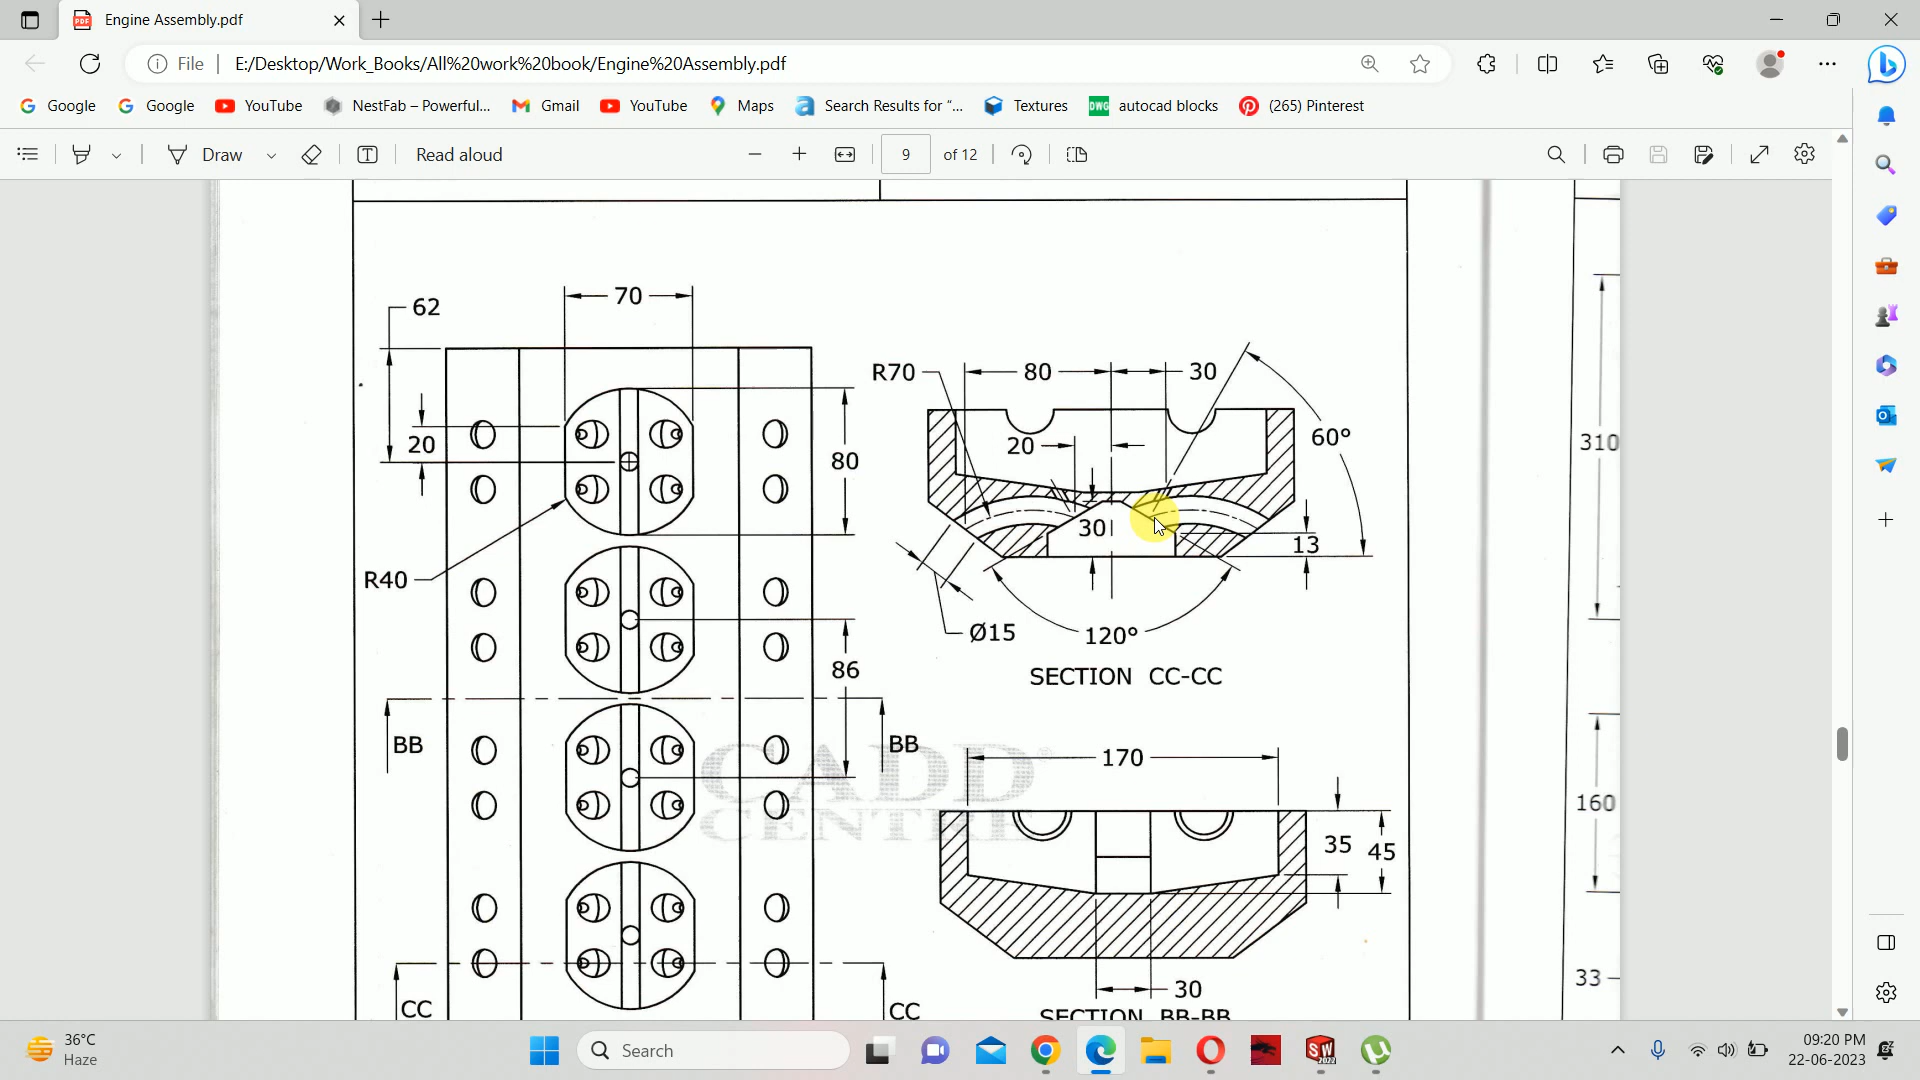 Engine Assembly.pdf
File
E:/Desktop/Work_Books/All%20work%20book/Engine%20Assembly.pdf
Google
Google
YouTube
NestFab – Powerful...
Gmail
YouTube
Maps
Search Results for “...
Textures
DWG
autocad blocks
(265) Pinterest
Draw
Read aloud
9
of 12
62
70
20
80
R40
86
BB
BB
CC
CC
R70
80
30
20
60°
30
13
Ø15
120°
SECTION CC-CC
CADD
CENTRE
170
35
45
30
SECTION BB-BB
310
160
33
36°C
Haze
Search
SW
2022
09:20 PM
22-06-2023